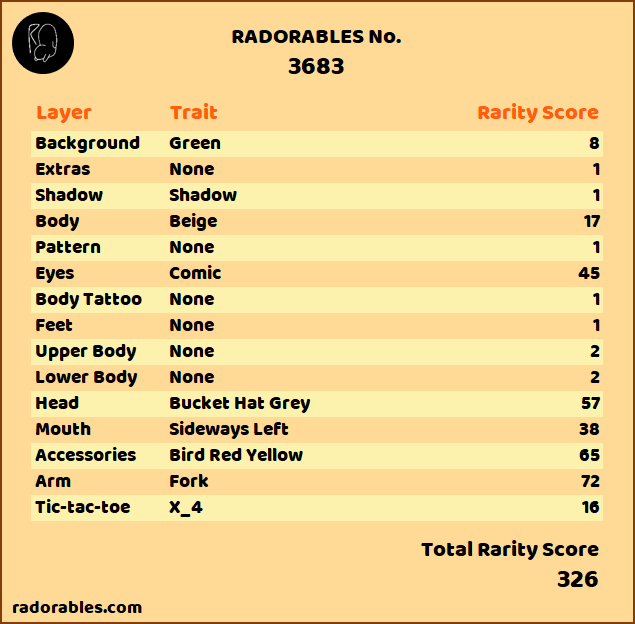 RADORABLES No.
3683
Layer Trait Rarity Score
Background Green 8
Extras None 1
Shadow Shadow 1
Body Beige 17
Pattern None 1
Eyes Comic 45
Body Tattoo None 1
Feet None 1
Upper Body None 2
Lower Body None 2
Head Bucket Hat Grey 57
Mouth Sideways Left 38
Accessories Bird Red Yellow 65
Arm Fork 72
Tic-tac-toe X_4 16
Total Rarity Score
326
radorables.com